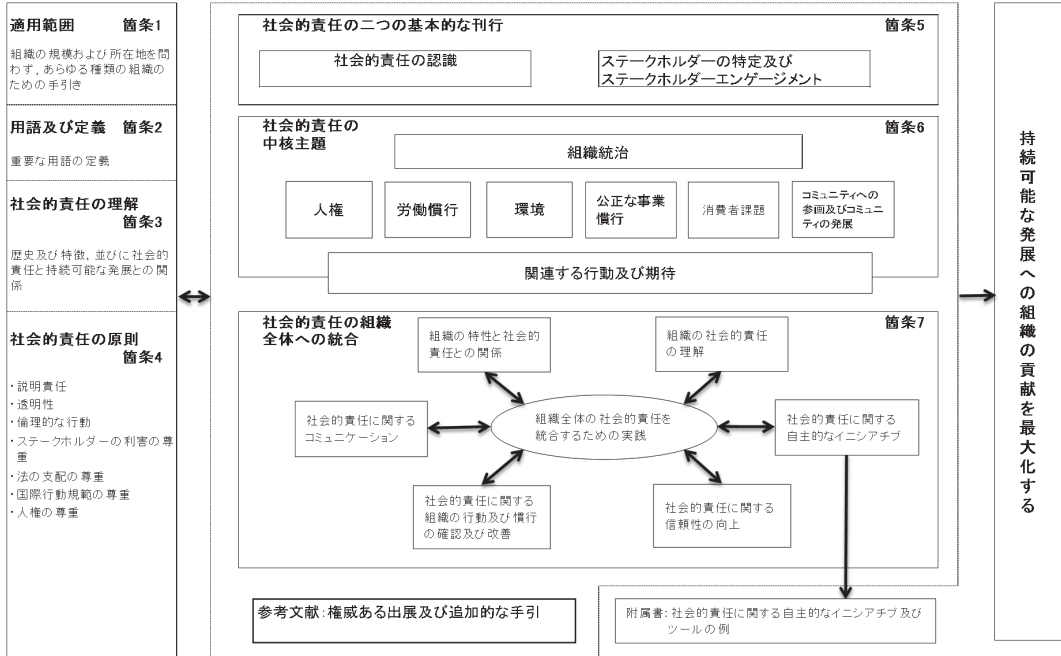 適用範囲 箇条1
組織の規模および所在地を問
わず，あらゆる種類の組織の
ための手引き
用語及び定義 箇条2
重要な用語の定義
社会的責任の理解
箇条3
歴史及び特徴，並びに社会的
責任と持続可能な発展との関
係
社会的責任の原則
箇条4
・説明責任
・透明性
・倫理的な行動
・ステークホルダーの利害の尊
重
・法の支配の尊重
・国際行動規範の尊重
・人権の尊重
社会的責任の二つの基本的な刊行 箇条5
社会的責任の認識
ステークホルダーの特定及び
ステークホルダーエンゲージメント
社会的責任の 箇条6
中核主題
組織統治
人権
労働慣行
環境
公正な事業
慣行
消費者課題
コミュニティへの
参画及びコミュニ
ティの発展
関連する行動及び期待
社会的責任の組織 箇条7
全体への統合
組織の特性と社会的
責任との関係
組織の社会的責任
の理解
社会的責任に関する
コミュニケーション
組織全体の社会的責任を
統合するための実践
社会的責任に関する
自主的なイニシアチブ
社会的責任に関する
組織の行動及び慣行
の確認及び改善
社会的責任に関する
信頼性の向上
参考文献：権威ある出展及び追加的な手引
附属書：社会的責任に関する自主的なイニシアチブ及び
ツールの例
持続可能な発展への組織の貢献を最大化する